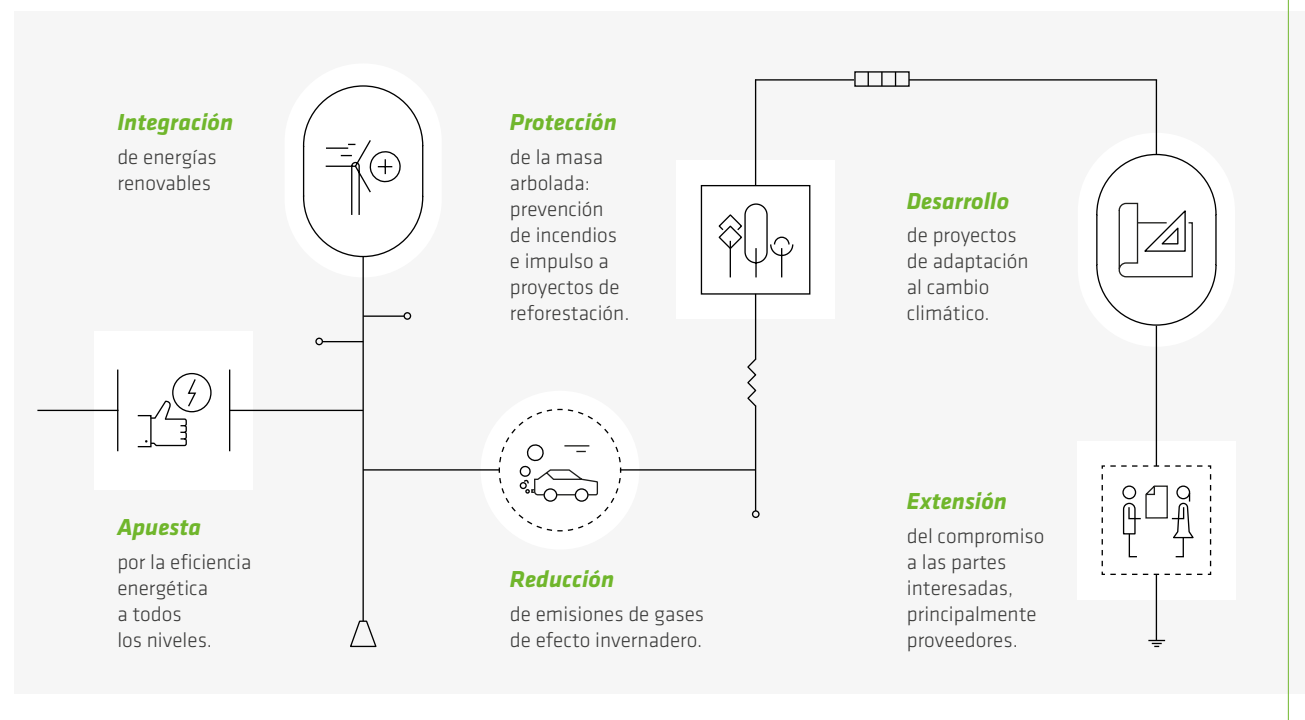 Integración
de energías
renovables
Apuesta
por la eficiencia
energética
a todos
los niveles.
Protección
de la masa
arbolada:
prevención
de incendios
e impulso a
proyectos de
reforestación.
Reducción
de emisiones de gases
de efecto invernadero.
Desarrollo
de proyectos
de adaptación
al cambio
climático.
Extensión
del compromiso
a las partes
interesadas,
principalmente
proveedores.